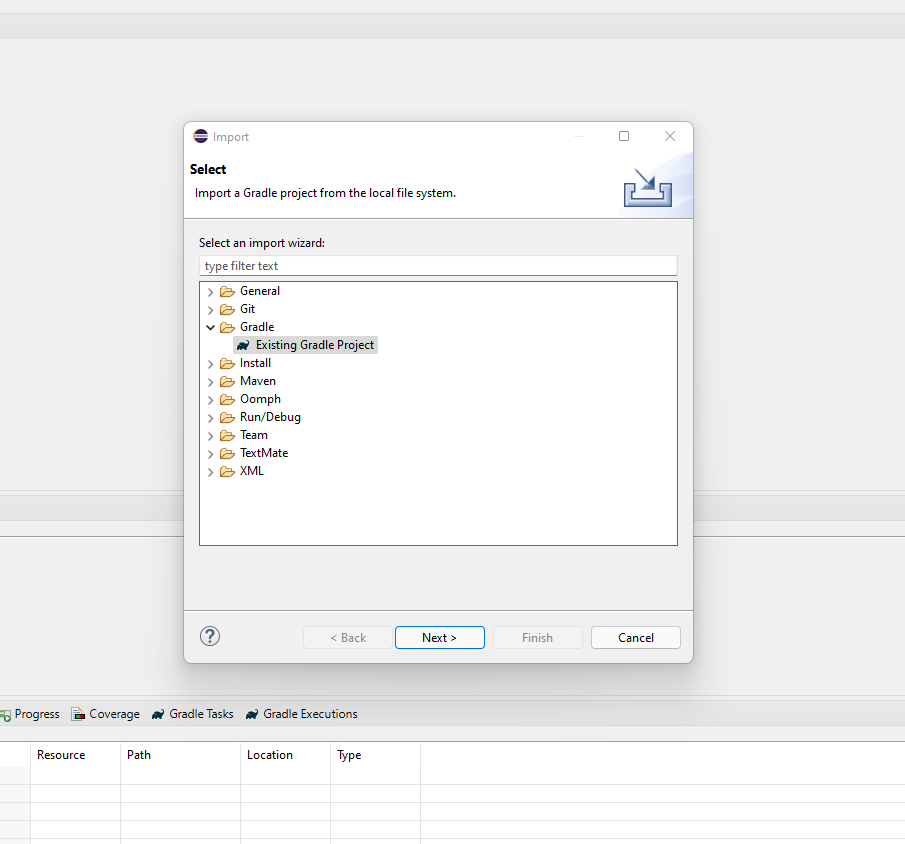 Import
Select
Import a Gradle project from the local file system.
Select an import wizard:
type filter text
General
Git
Gradle
Existing Gradle Project
Install
Maven
Oomph
Run/Debug
Team
TextMate
XML
?
< Back Next > Finish Cancel
Progress Coverage Gradle Tasks Gradle Executions
Resource Path Location Type